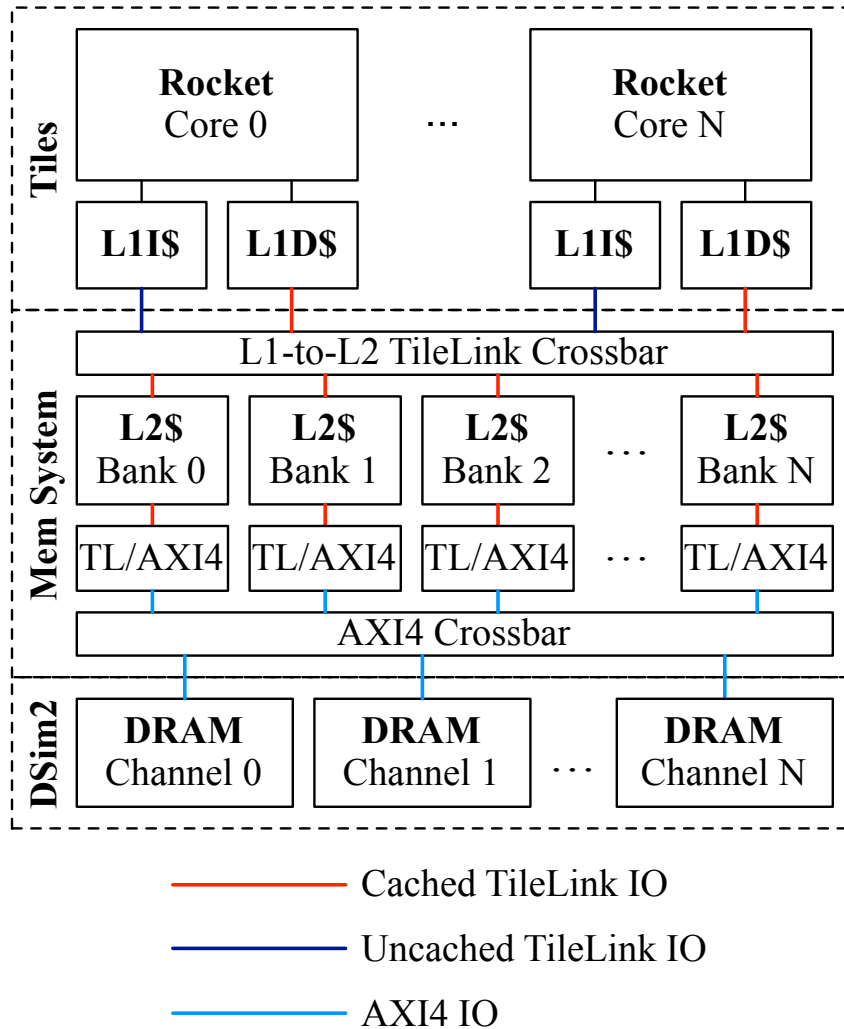 Tiles
Rocket
Core 0
...
Rocket
Core N
L1I$
L1D$
L1I$
L1D$
Mem System
L1-to-L2 TileLink Crossbar
L2$
Bank 0
L2$
Bank 1
L2$
Bank 2
...
L2$
Bank N
TL/AXI4
TL/AXI4
TL/AXI4
...
TL/AXI4
AXI4 Crossbar
DSim2
DRAM
Channel 0
DRAM
Channel 1
...
DRAM
Channel N
Cached TileLink IO
Uncached TileLink IO
AXI4 IO